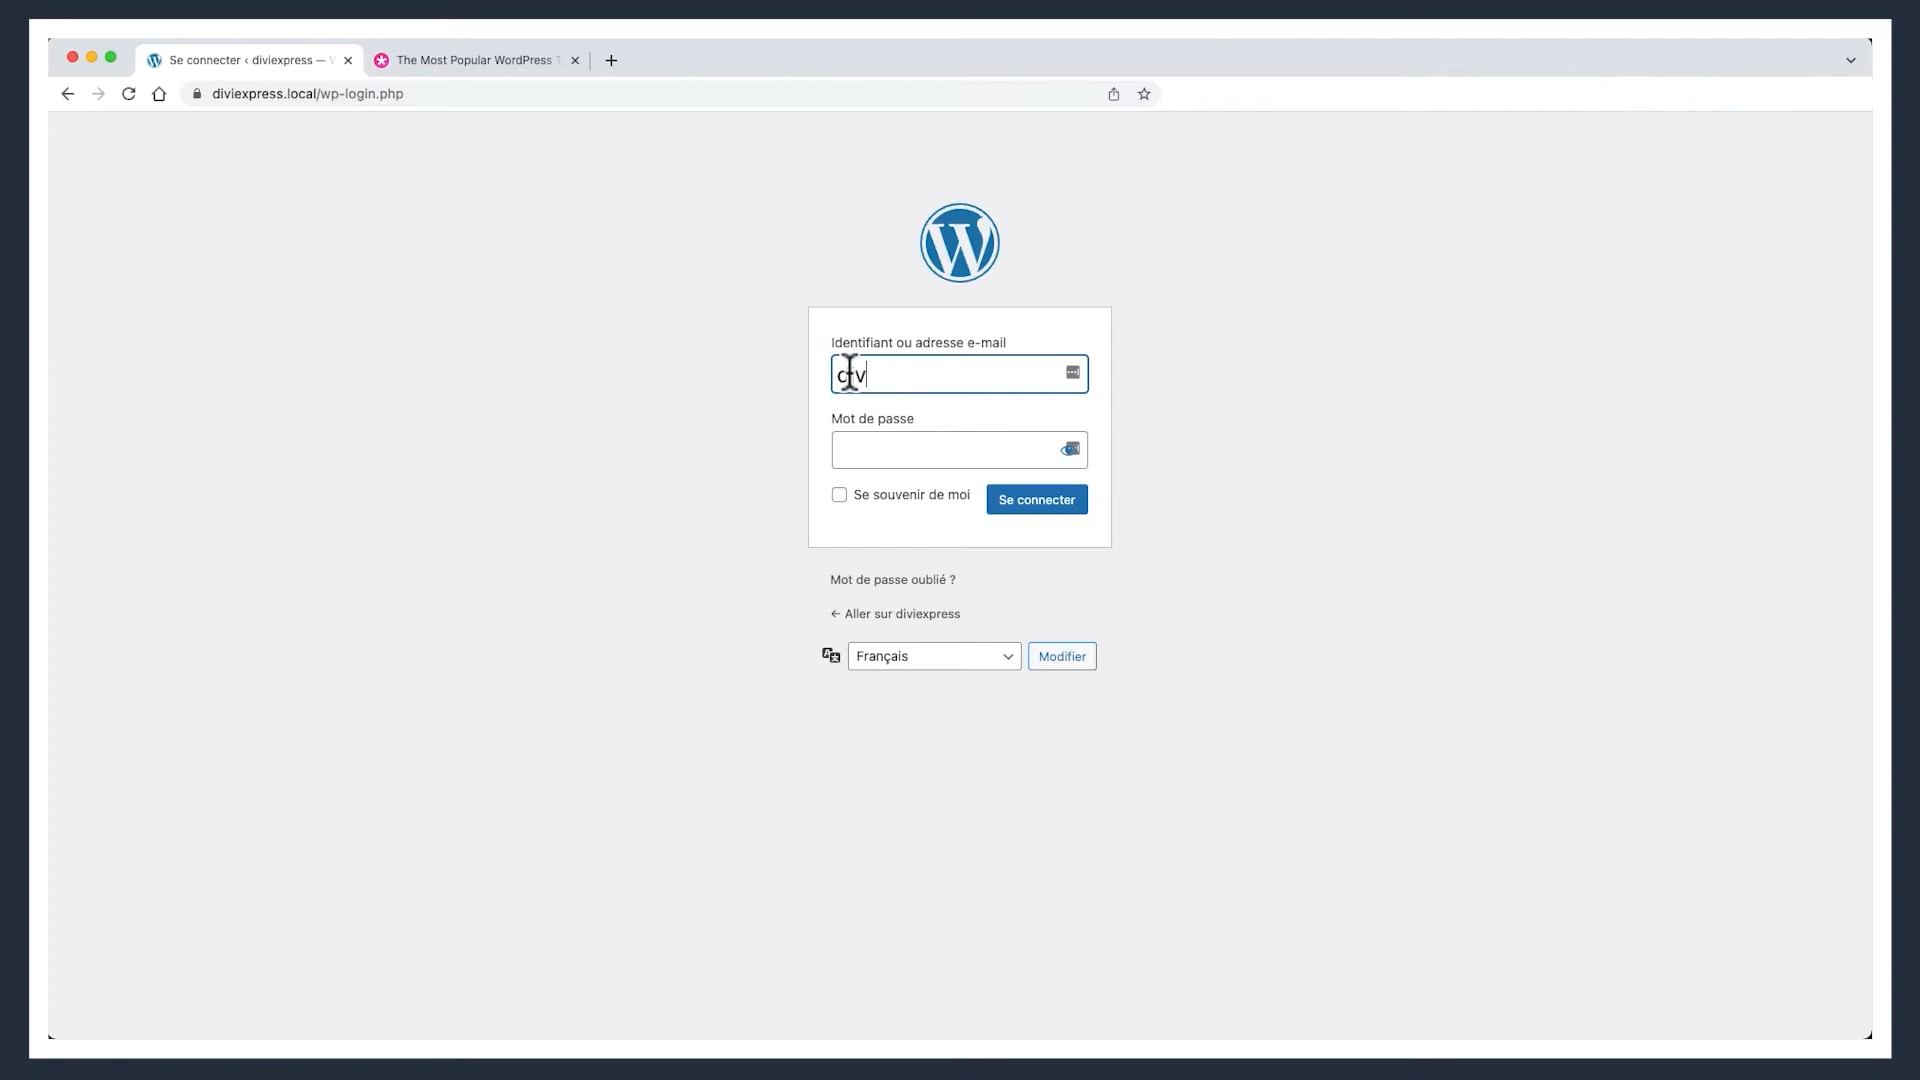 Se connecter ‹ diviexpress —
The Most Popular WordPress
diviexpress.local/wp-login.php
Identifiant ou adresse e-mail
Mot de passe
Se souvenir de moi
Se connecter
Mot de passe oublié ?
← Aller sur diviexpress
Français
Modifier